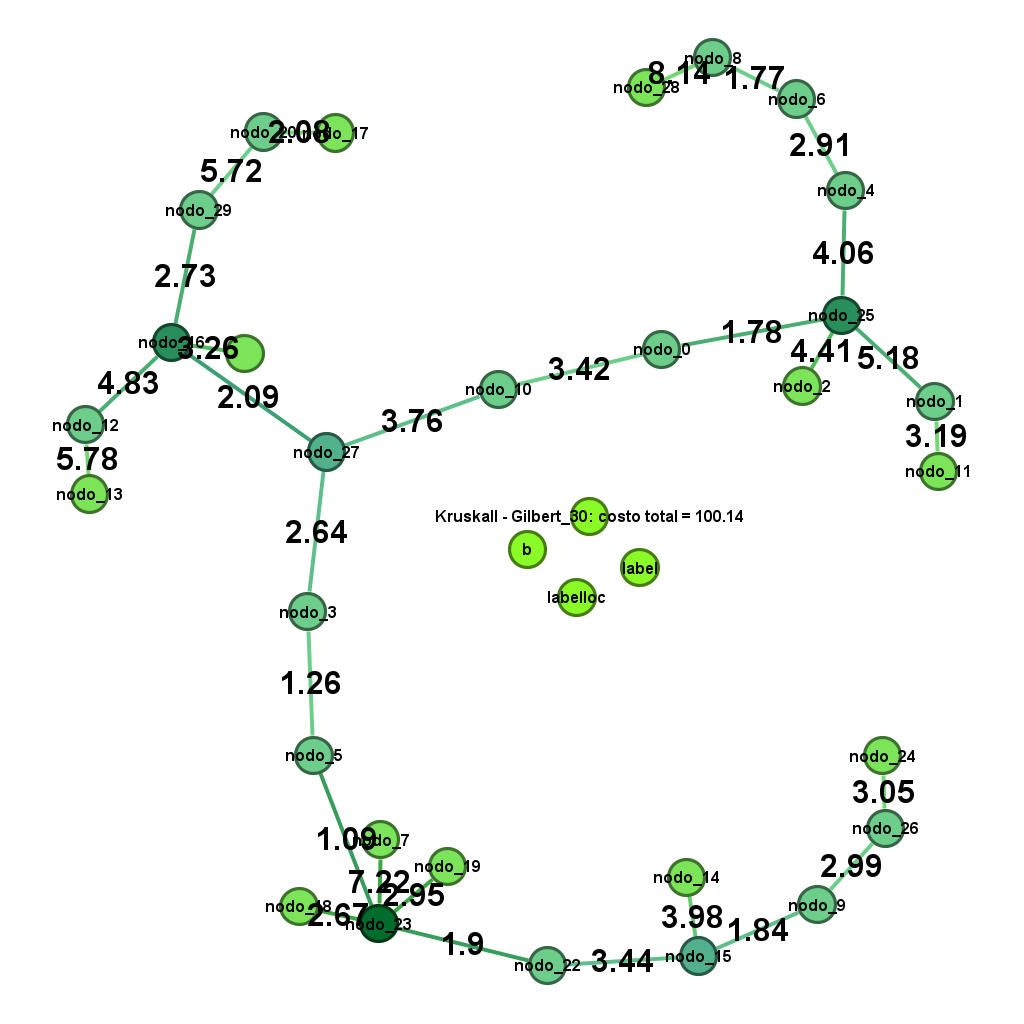 nodo_8
8.14
nodo_28
1.77
nodo_6
2.08
nodo_20
nodo_17
2.91
5.72
nodo_4
nodo_29
4.06
2.73
nodo_25
1.78
nodo_16
3.26
nodo_0
4.41
5.18
3.42
4.83
nodo_2
nodo_10
2.09
nodo_1
3.76
nodo_12
3.19
nodo_27
5.78
nodo_11
nodo_13
Kruskall - Gilbert_30: costo total = 100.14
2.64
b
label
labelloc
nodo_3
1.26
nodo_5
nodo_24
3.05
nodo_26
1.09
nodo_7
nodo_19
2.99
nodo_14
7.22
2.95
nodo_18
2.67
nodo_9
3.98
nodo_23
1.84
1.9
nodo_15
3.44
nodo_22